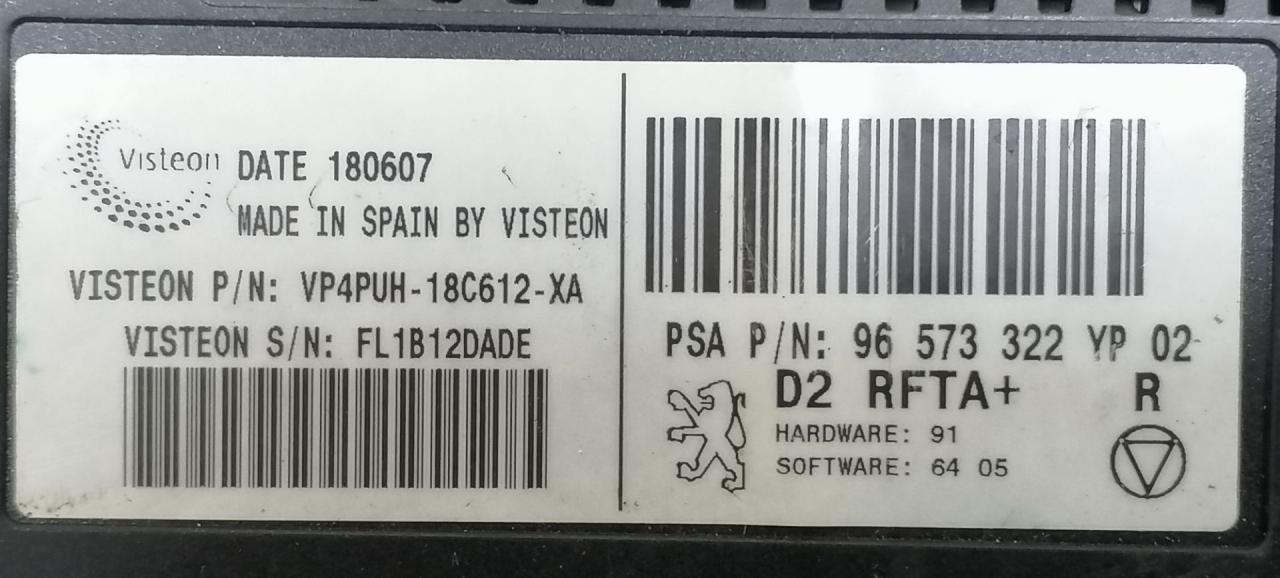 Visteon DATE 180607
MADE IN SPAIN BY VISTEON
VISTEON P/N: VP4PUH-18C612-XA
VISTEON S/N: FL1B12DADE
PSA P/N: 96 573 322 YP 02
D2 RFTA+ R
HARDWARE: 91
SOFTWARE: 64 05